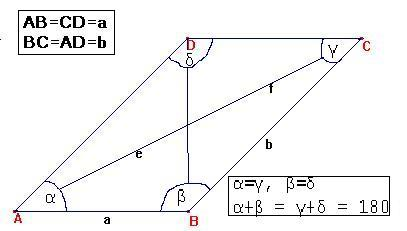 AB=CD=a
BC=AD=b
D
C
δ
γ
f
e
b
α
β
A
a
B
α=γ, β=δ
α+β = γ+δ = 180